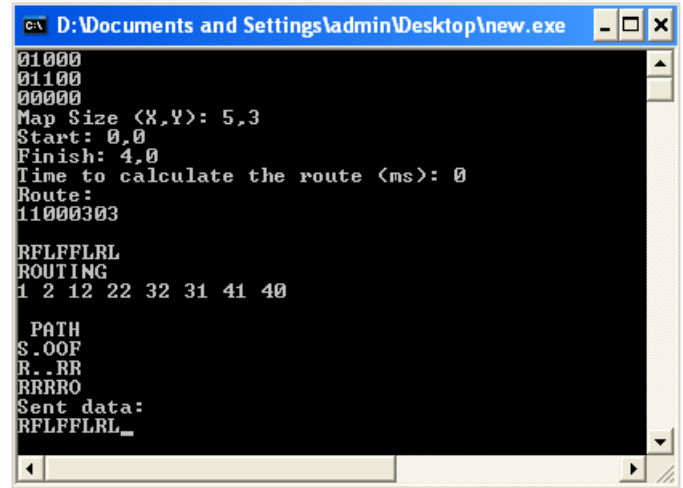 D:\Documents and Settings\admin\Desktop\new.exe
01000
01100
00000
Map Size (X,Y): 5,3
Start: 0,0
Finish: 4,0
Time to calculate the route (ms): 0
Route:
11000303
RFLFFLRL
ROUTING
1 2 12 22 32 31 41 40
PATH
S.OOF
R..RR
RRRRO
Sent data:
RFLFFLRL_